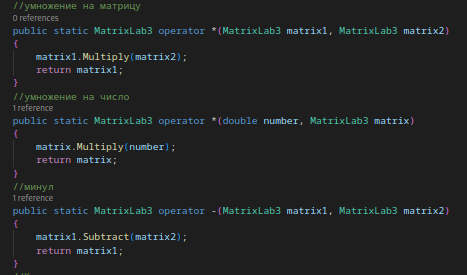 //умножение на матрицу
0 references
public static MatrixLab3 operator *(MatrixLab3 matrix1, MatrixLab3 matrix2)
{
matrix1.Multiply(matrix2);
return matrix1;
}
//умножение на число
1 reference
public static MatrixLab3 operator *(double number, MatrixLab3 matrix)
{
matrix.Multiply(number);
return matrix;
}
//минул
1 reference
public static MatrixLab3 operator -(MatrixLab3 matrix1, MatrixLab3 matrix2)
{
matrix1.Subtract(matrix2);
return matrix1;
}